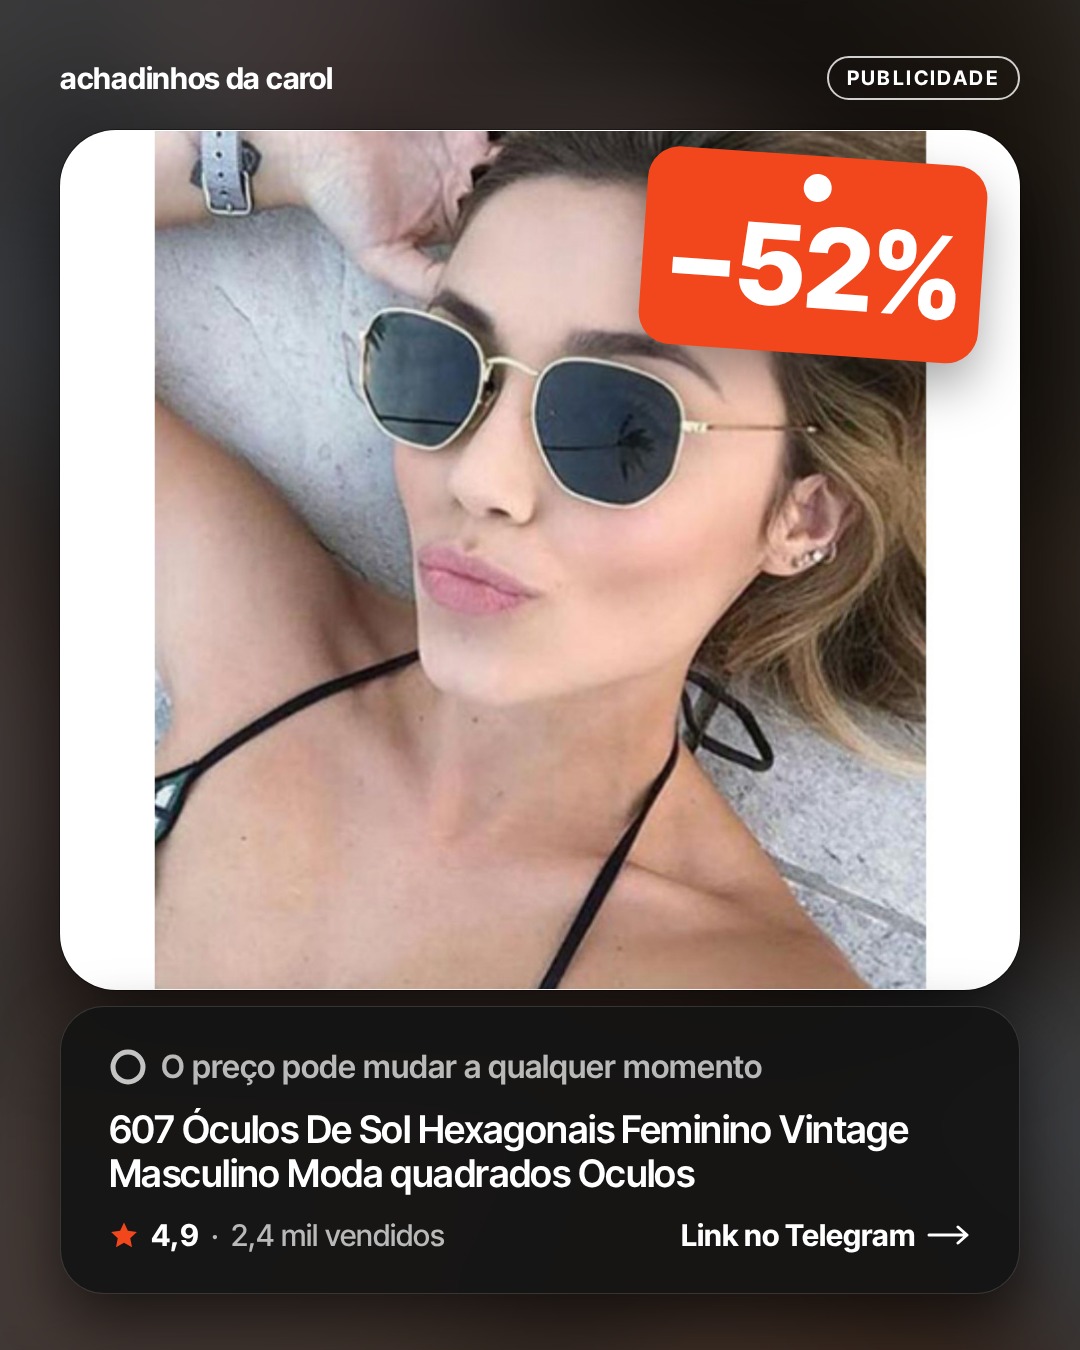 achadinhos da carol
PUBLICIDADE
–52%
O preço pode mudar a qualquer momento
607 Óculos De Sol Hexagonais Feminino Vintage
Masculino Moda quadrados Oculos
4,9 · 2,4 mil vendidos
Link no Telegram →